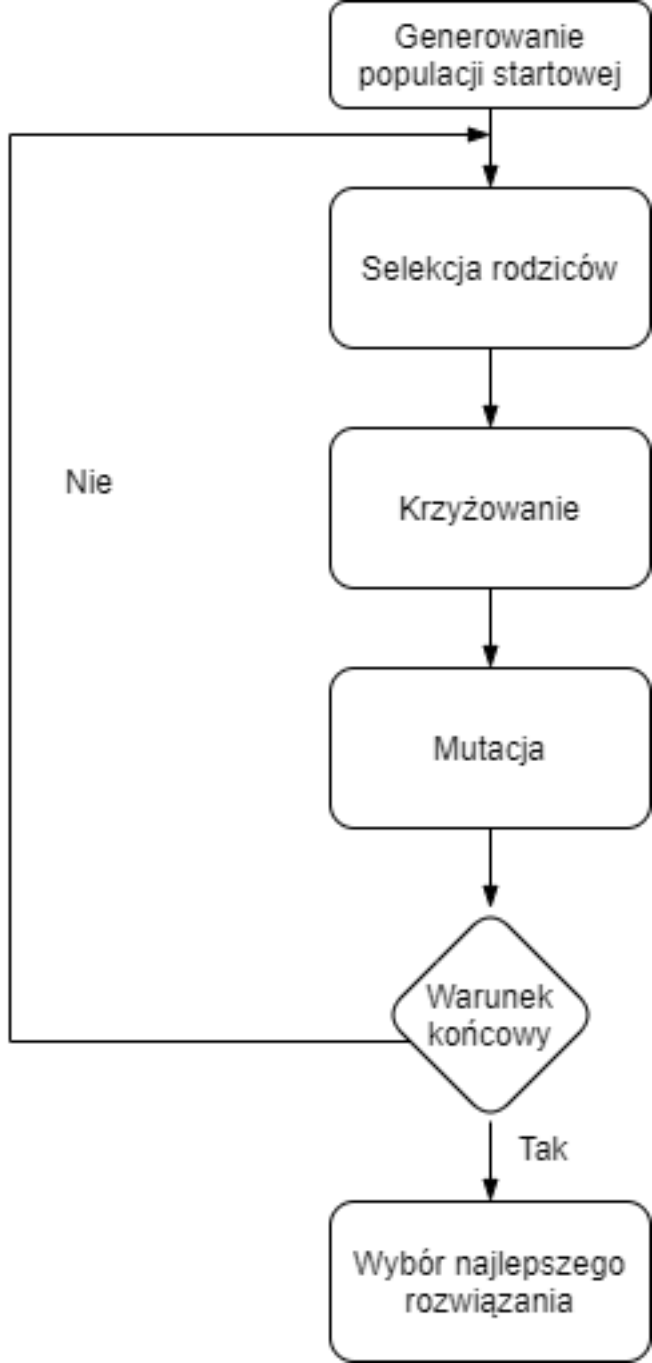 Generowanie
populacji startowej
Selekcja rodziców
Nie
Krzyżowanie
Mutacja
Warunek
końcowy
Tak
Wybór najlepszego
rozwiązania